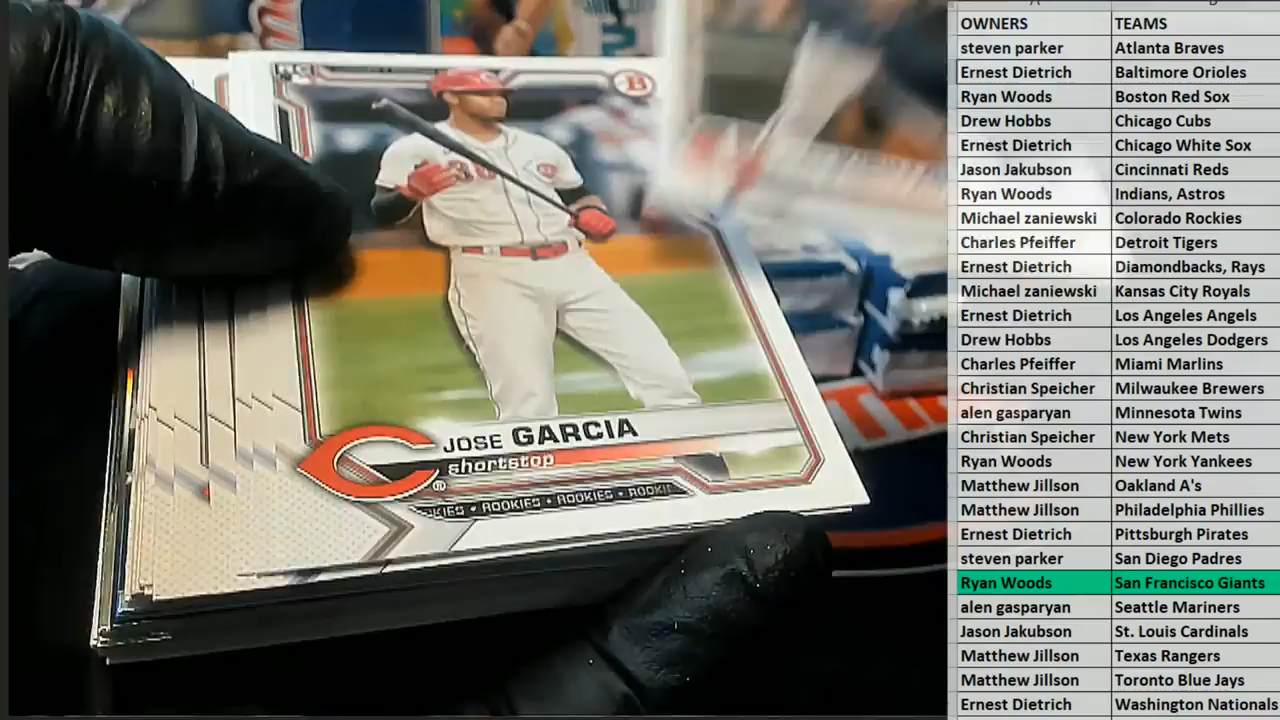 OWNERS TEAMS
steven parker Atlanta Braves
Ernest Dietrich Baltimore Orioles
Ryan Woods Boston Red Sox
Drew Hobbs Chicago Cubs
Ernest Dietrich Chicago White Sox
Jason Jakubson Cincinnati Reds
Ryan Woods Indians, Astros
Michael zaniewski Colorado Rockies
Charles Pfeiffer Detroit Tigers
Ernest Dietrich Diamondbacks, Rays
Michael zaniewski Kansas City Royals
Ernest Dietrich Los Angeles Angels
Drew Hobbs Los Angeles Dodgers
Charles Pfeiffer Miami Marlins
Christian Speicher Milwaukee Brewers
alen gasparyan Minnesota Twins
Christian Speicher New York Mets
Ryan Woods New York Yankees
Matthew Jillson Oakland A's
Matthew Jillson Philadelphia Phillies
Ernest Dietrich Pittsburgh Pirates
steven parker San Diego Padres
Ryan Woods San Francisco Giants
alen gasparyan Seattle Mariners
Jason Jakubson St. Louis Cardinals
Matthew Jillson Texas Rangers
Matthew Jillson Toronto Blue Jays
Ernest Dietrich Washington Nationals
B
JOSE GARCIA
shortstop
KIES • ROOKIES • ROOKIES • ROOKI